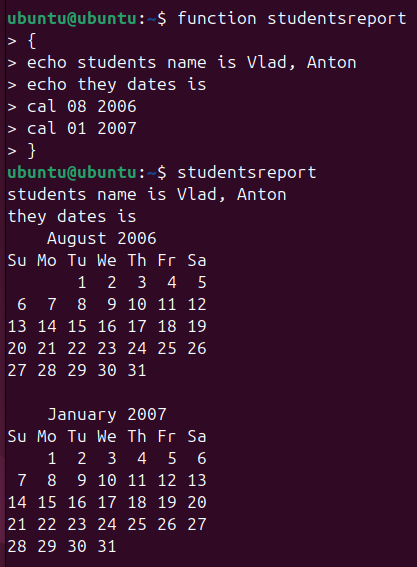 ubuntu@ubuntu:~$ function studentsreport
> {
> echo students name is Vlad, Anton
> echo they dates is
> cal 08 2006
> cal 01 2007
> }
ubuntu@ubuntu:~$ studentsreport
students name is Vlad, Anton
they dates is
    August 2006
Su Mo Tu We Th Fr Sa
       1  2  3  4  5
 6  7  8  9 10 11 12
13 14 15 16 17 18 19
20 21 22 23 24 25 26
27 28 29 30 31

    January 2007
Su Mo Tu We Th Fr Sa
    1  2  3  4  5  6
 7  8  9 10 11 12 13
14 15 16 17 18 19 20
21 22 23 24 25 26 27
28 29 30 31